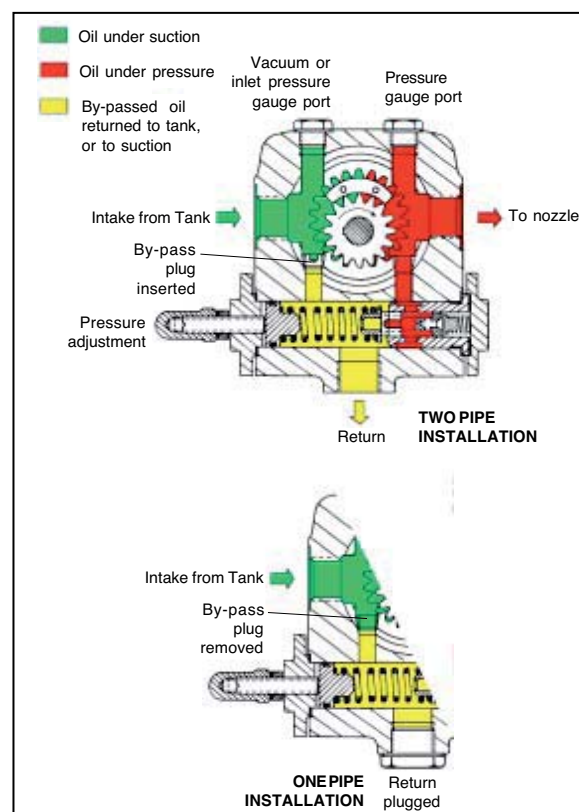 Oil under suction
Oil under pressure
By-passed oil
returned to tank,
or to suction
Vacuum or
inlet pressure
gauge port
Pressure
gauge port
Intake from Tank
To nozzle
By-pass
plug
inserted
Pressure
adjustment
Return
TWO PIPE
INSTALLATION
Intake from Tank
By-pass
plug
removed
ONE PIPE
INSTALLATION
Return
plugged